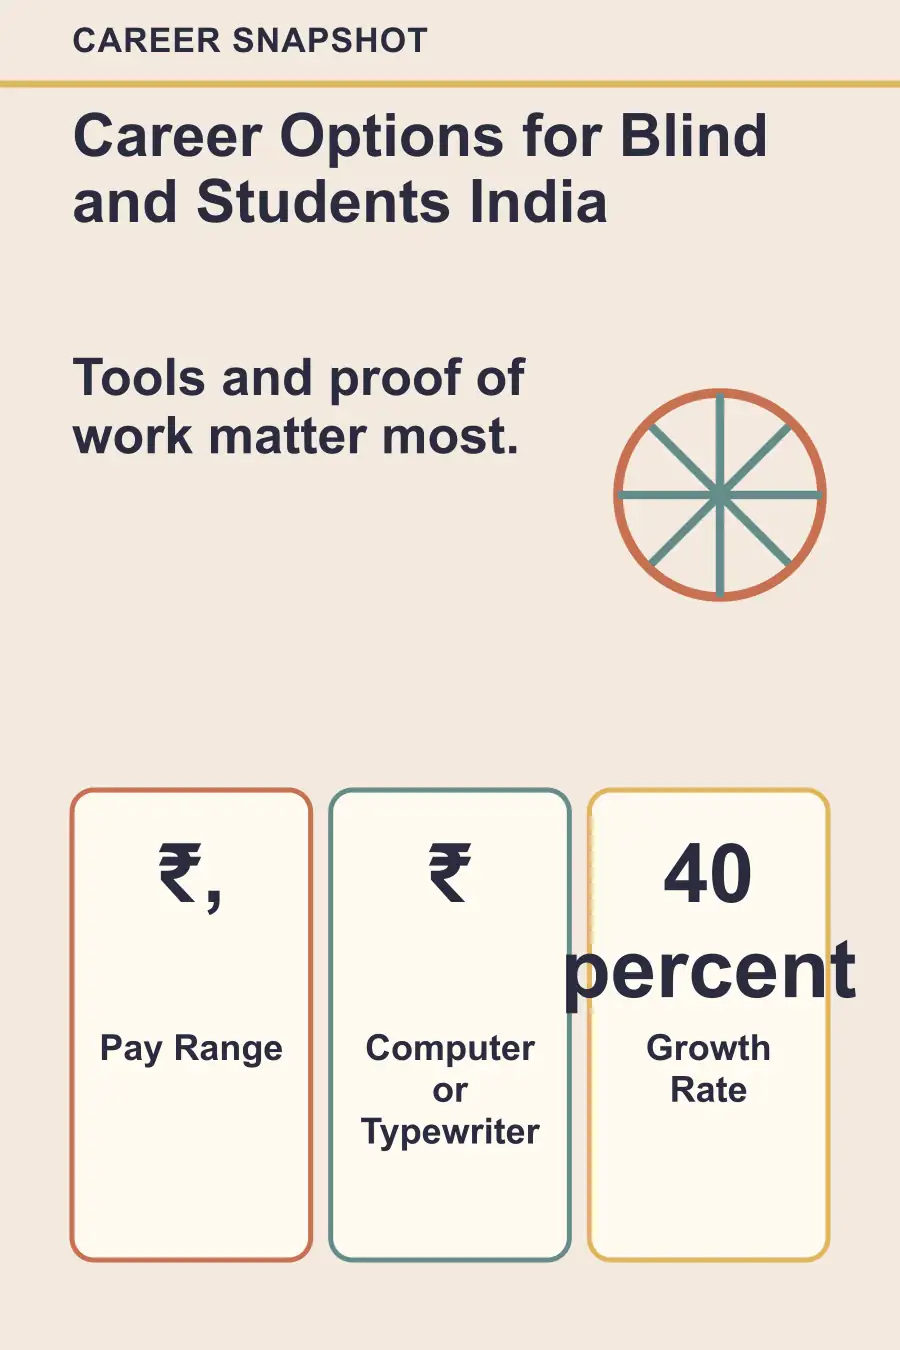 CAREER SNAPSHOT
Career Options for Blind
and Students India
Tools and proof of
work matter most.
₹,
Pay Range
₹
Computer
or
Typewriter
40
percent
Growth
Rate